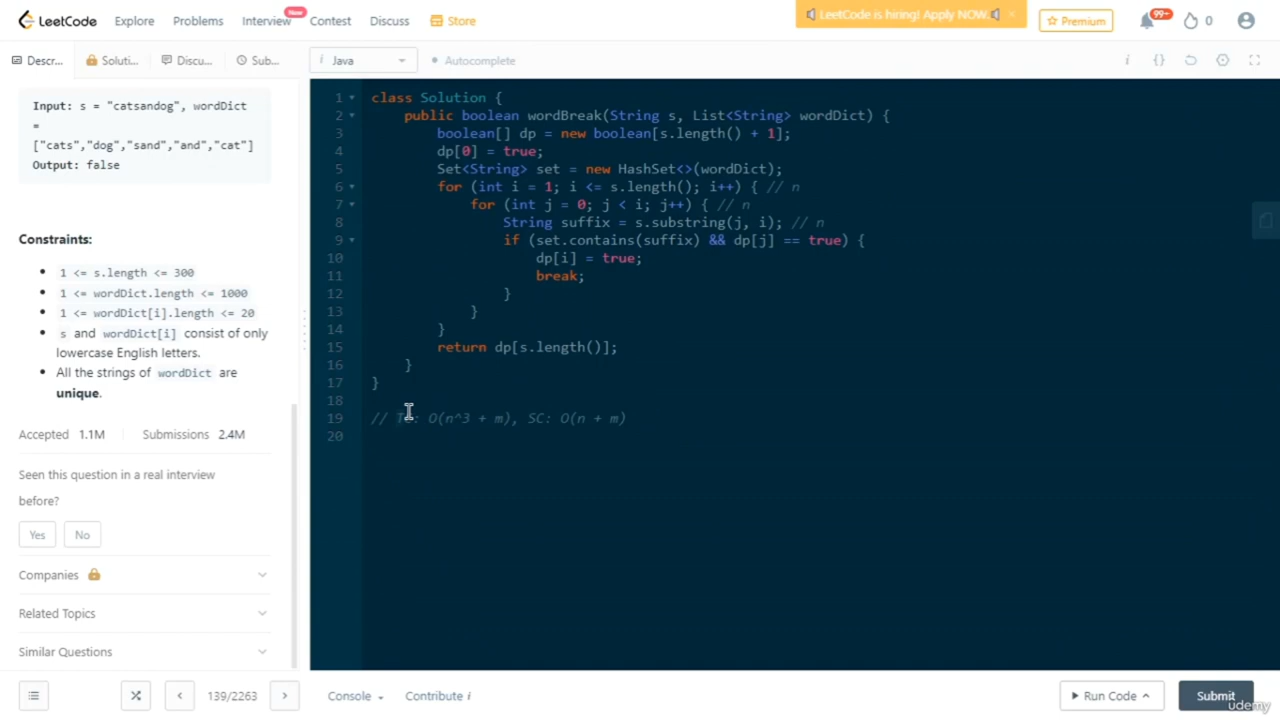 LeetCode Explore Problems Interview New Contest Discuss Store LeetCode is hiring! Apply NOW. Premium 99+ 0
Descr... Soluti... Discu... Sub... i Java Autocomplete i {}
Input: s = "catsandog", wordDict
=
["cats","dog","sand","and","cat"]
Output: false
Constraints:
• 1 <= s.length <= 300
• 1 <= wordDict.length <= 1000
• 1 <= wordDict[i].length <= 20
• s and wordDict[i] consist of only
lowercase English letters.
• All the strings of wordDict are
unique.
Accepted 1.1M Submissions 2.4M
Seen this question in a real interview
before?
Yes No
Companies
Related Topics
Similar Questions
1 class Solution {
2 public boolean wordBreak(String s, List<String> wordDict) {
3 boolean[] dp = new boolean[s.length() + 1];
4 dp[0] = true;
5 Set<String> set = new HashSet<>(wordDict);
6 for (int i = 1; i <= s.length(); i++) { // n
7 for (int j = 0; j < i; j++) { // n
8 String suffix = s.substring(j, i); // n
9 if (set.contains(suffix) && dp[j] == true) {
10 dp[i] = true;
11 break;
12 }
13 }
14 }
15 return dp[s.length()];
16 }
17 }
18
19 // : O(n^3 + m), SC: O(n + m)
20
139/2263 Console Contribute i Run Code Submit
udemy